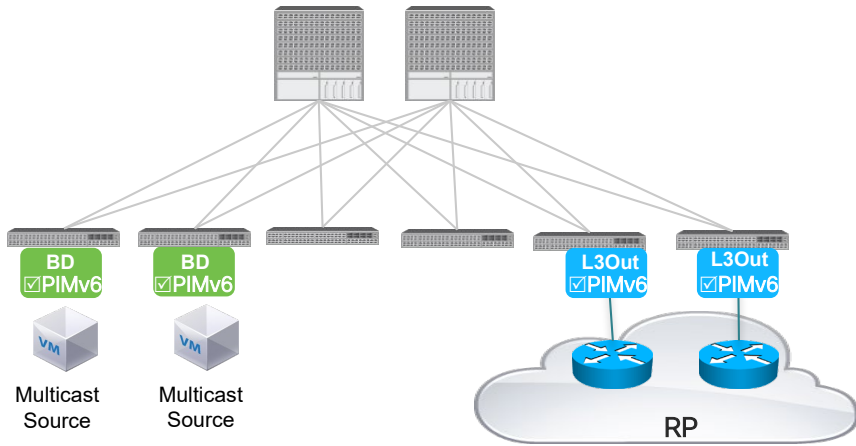 BD
☑PIMv6
BD
☑PIMv6
L3Out
☑PIMv6
L3Out
☑PIMv6
VM
VM
Multicast
Source
Multicast
Source
RP